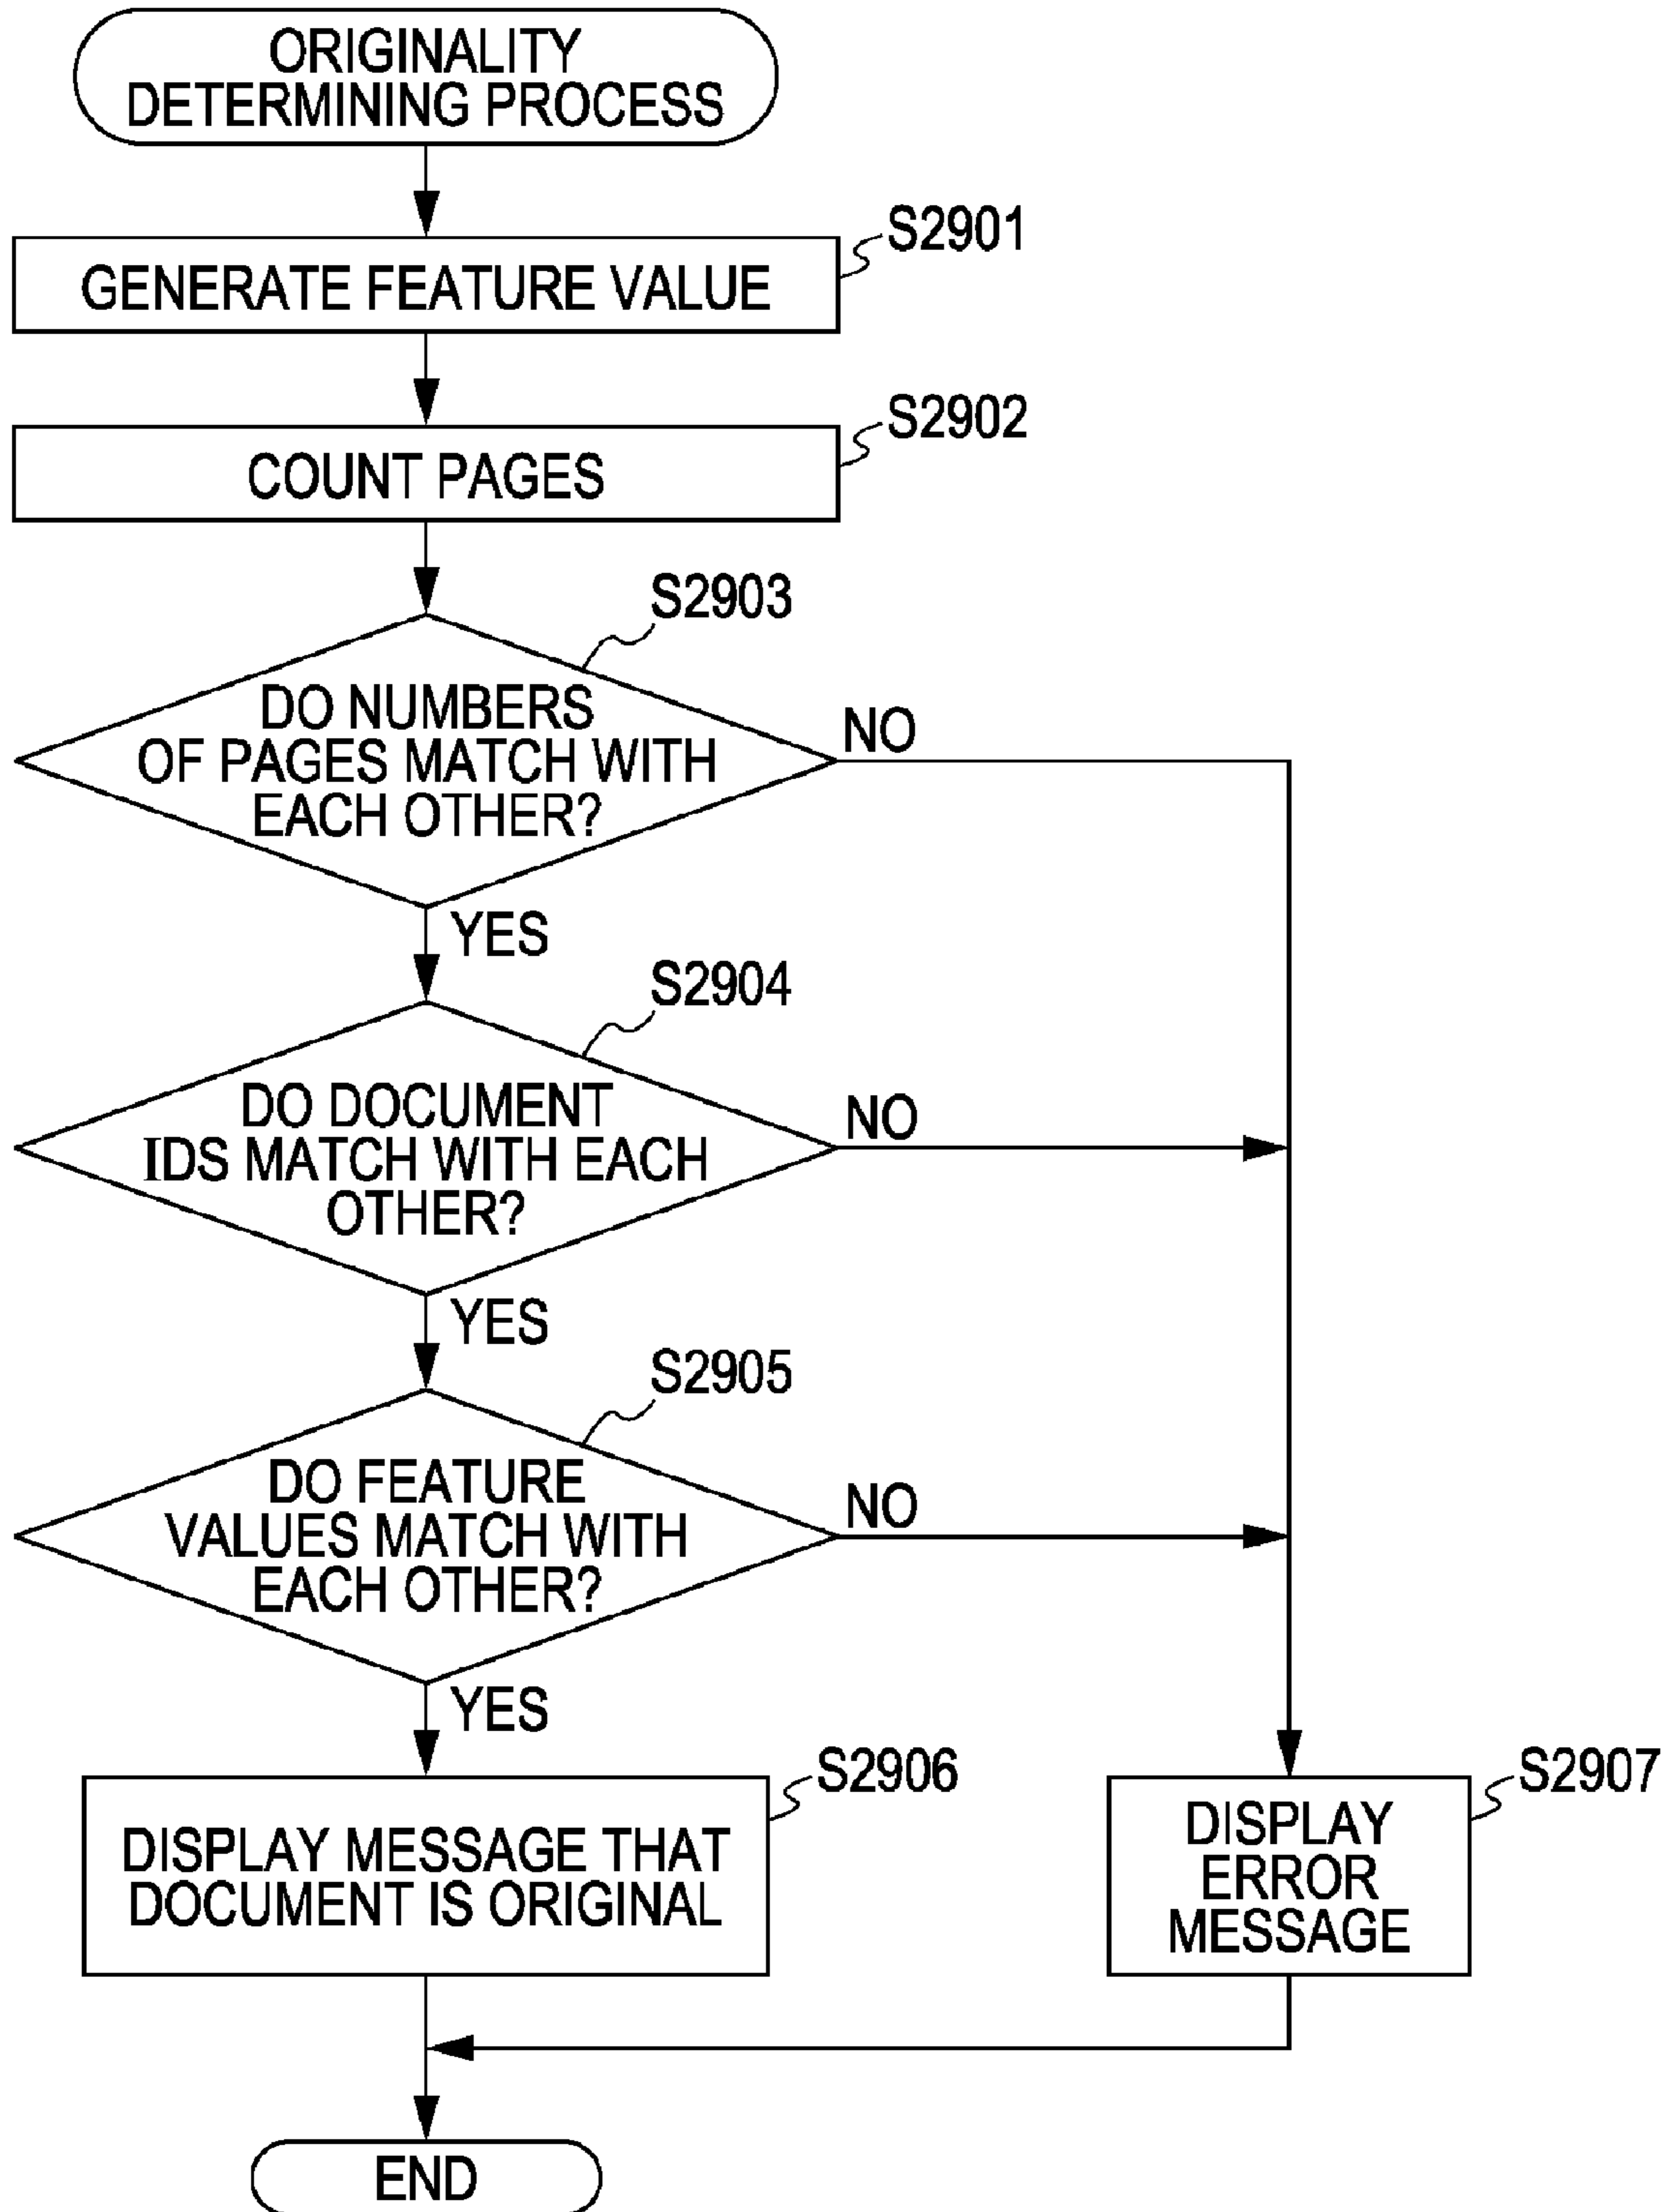 ORIGINALITY
DETERMINING PROCESS
S2901
GENERATE FEATURE VALUE
S2902
COUNT PAGES
S2903
DO NUMBERS
OF PAGES MATCH WITH
EACH OTHER?
NO
YES
S2904
DO DOCUMENT
IDS MATCH WITH EACH
OTHER?
NO
YES
S2905
DO FEATURE
VALUES MATCH WITH
EACH OTHER?
NO
YES
S2906
DISPLAY MESSAGE THAT
DOCUMENT IS ORIGINAL
S2907
DISPLAY
ERROR
MESSAGE
END